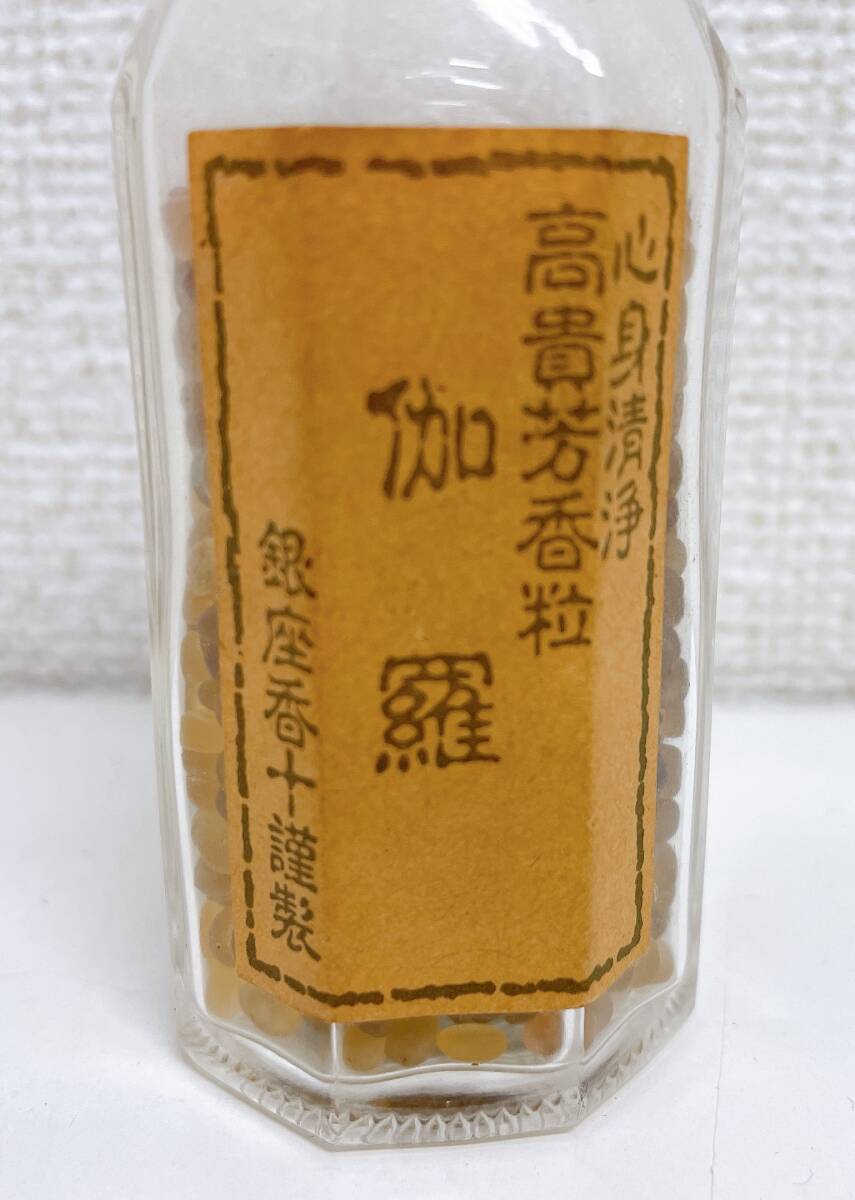 心身清浄
高貴芳香粒
伽羅
銀座香十謹製